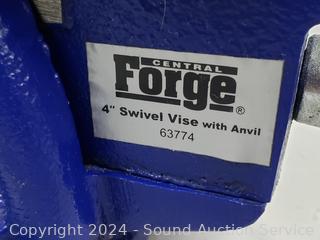 CENTRAL
Forge®
4" Swivel Vise with Anvil
63774
Copyright 2024 - Sound Auction Service